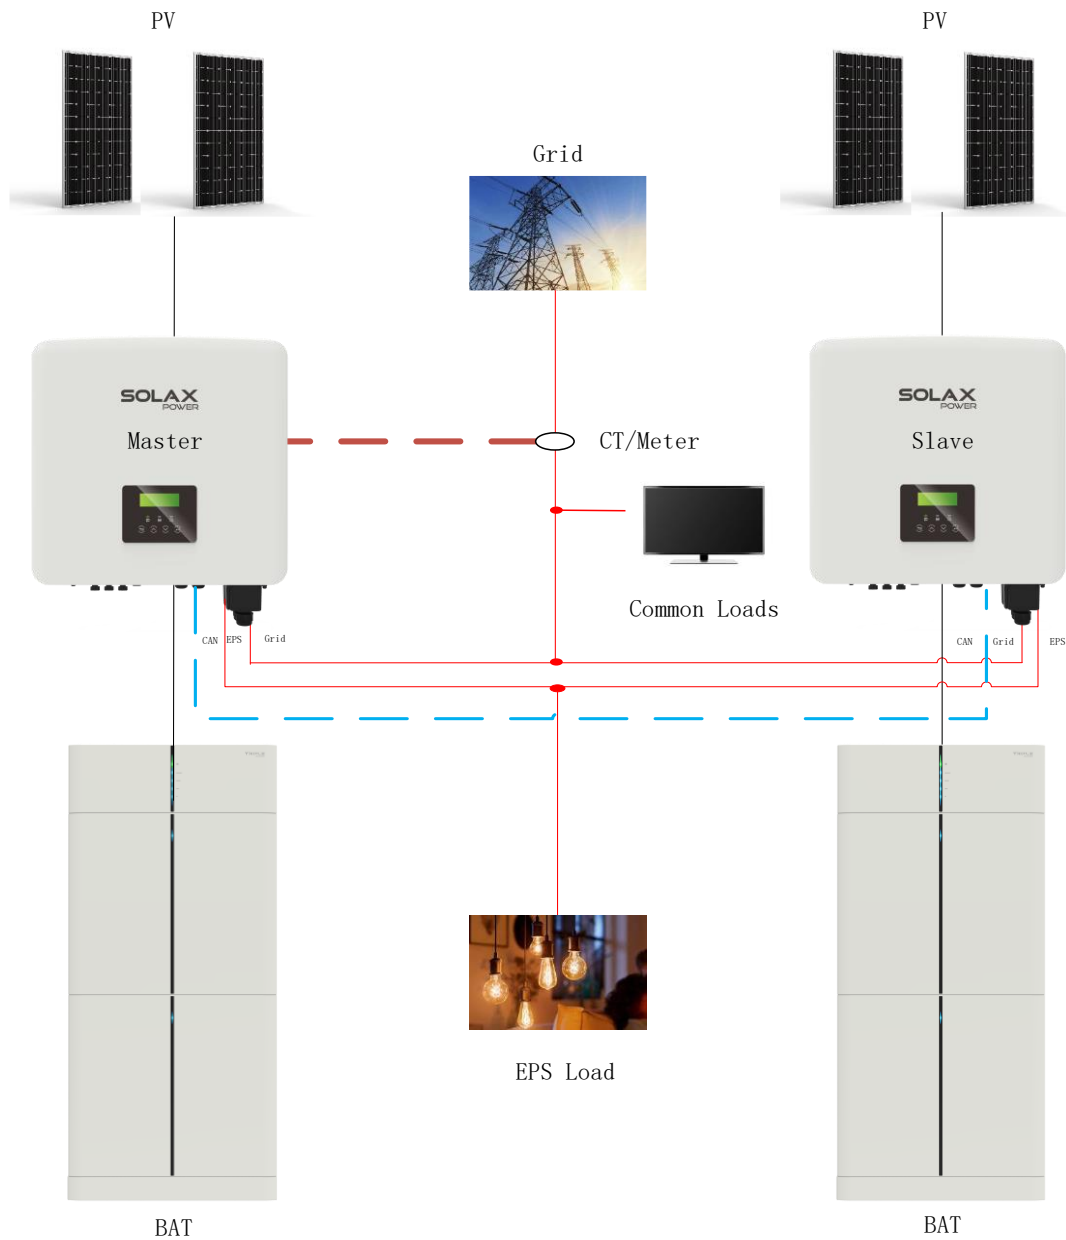 PV
PV
Grid
SOLAX
POWER
SOLAX
POWER
Master
CT/Meter
Slave
Common Loads
CAN
EPS
Grid
CAN
Grid
EPS
EPS Load
BAT
BAT